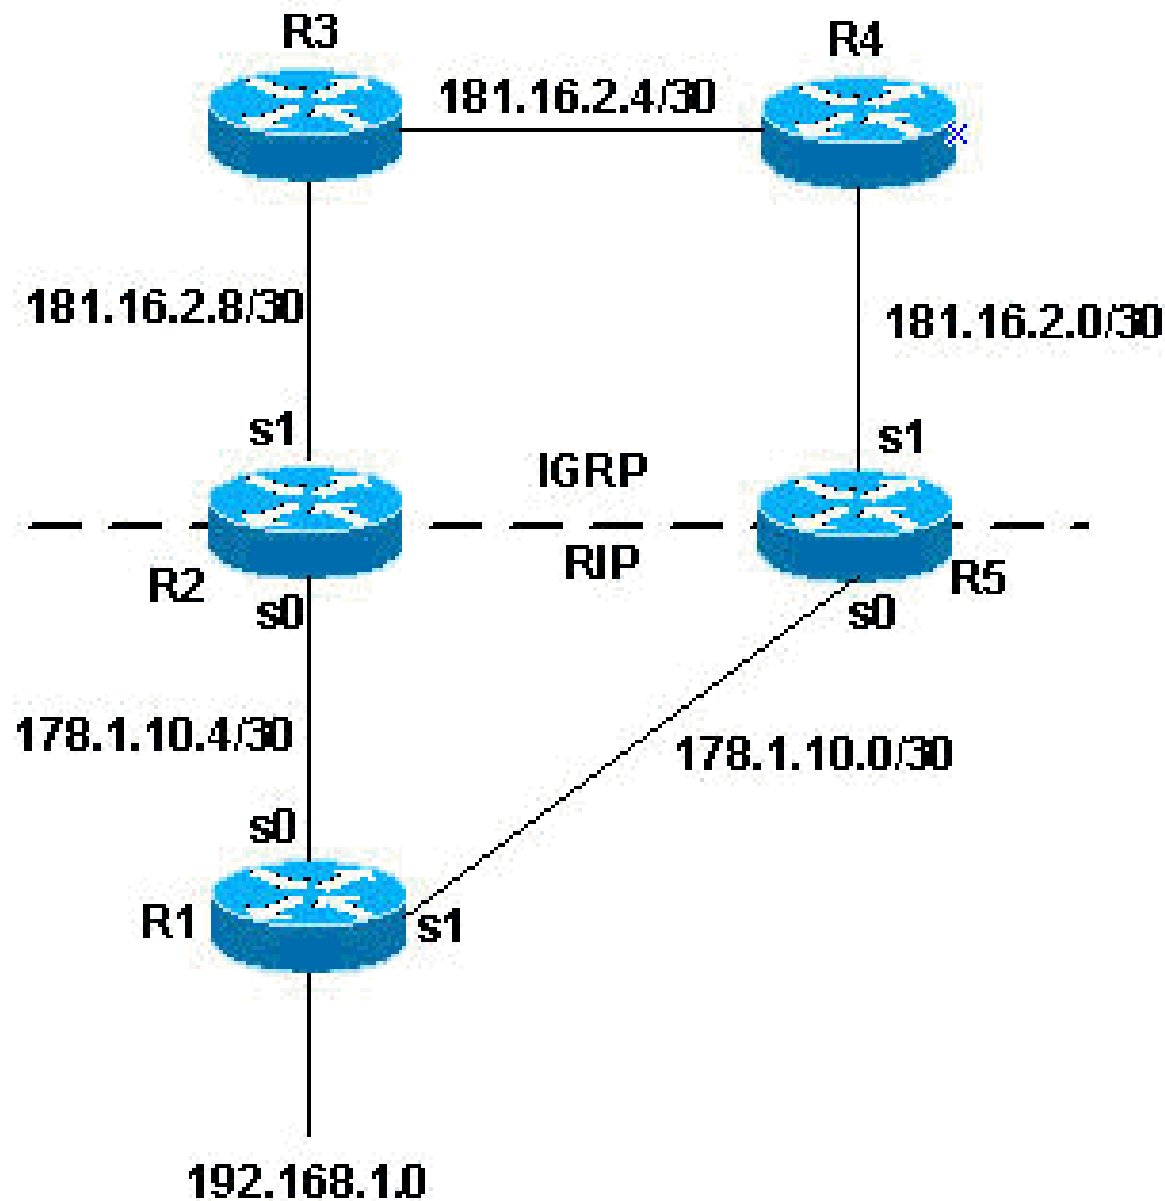 R3
R4
181.16.2.4/30
181.16.2.8/30
181.16.2.0/30
s1
s1
IGRP
RIP
R2
R5
s0
s0
178.1.10.4/30
178.1.10.0/30
s0
R1
s1
192.168.1.0